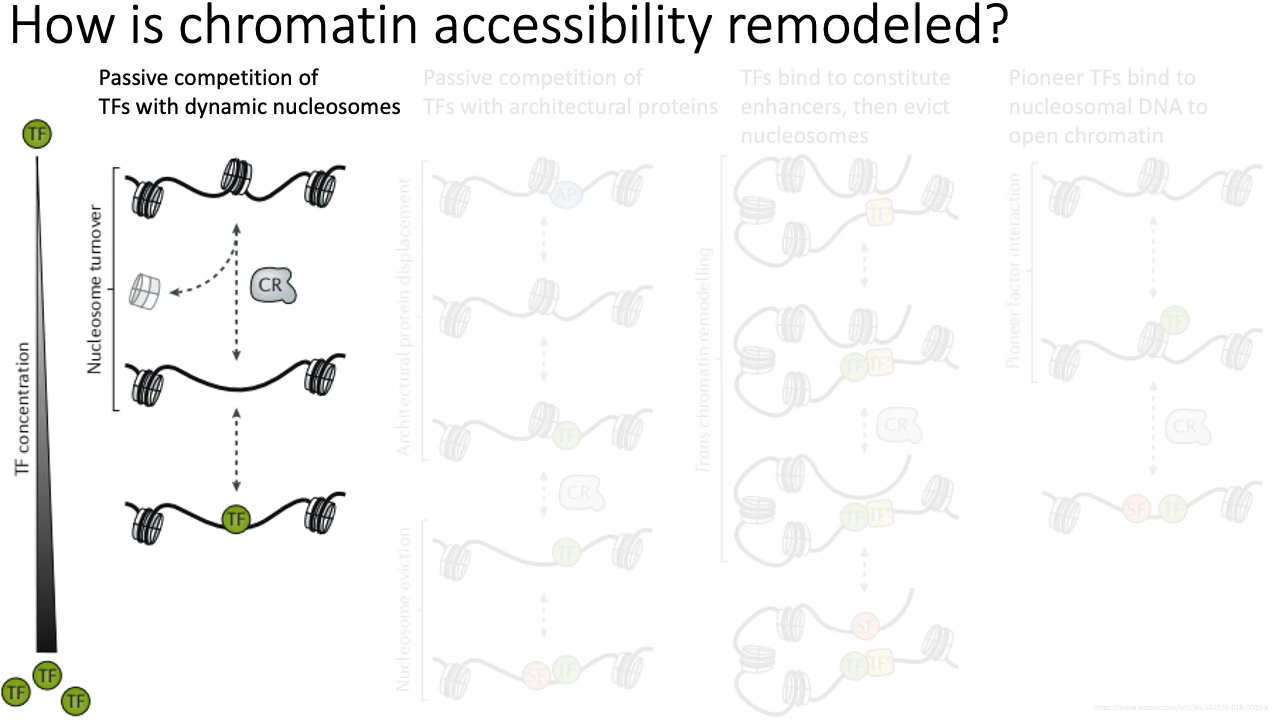 How is chromatin accessibility remodeled?
Passive competition of
TFs with dynamic nucleosomes
Passive competition of
TFs with architectural proteins
TFs bind to constitute
enhancers, then evict
nucleosomes
Pioneer TFs bind to
nucleosomal DNA to
open chromatin
TF
TF concentration
TF
TF
TF
Nucleosome turnover
CR
TF
Architectural protein displacement
AP
TF
CR
Nucleosome eviction
TF
SF
TF
Trans chromatin remodelling
TF'
TF
TF'
CR
TF
TF'
SF
TF
TF'
Pioneer factor interaction
TF
CR
SF
TF